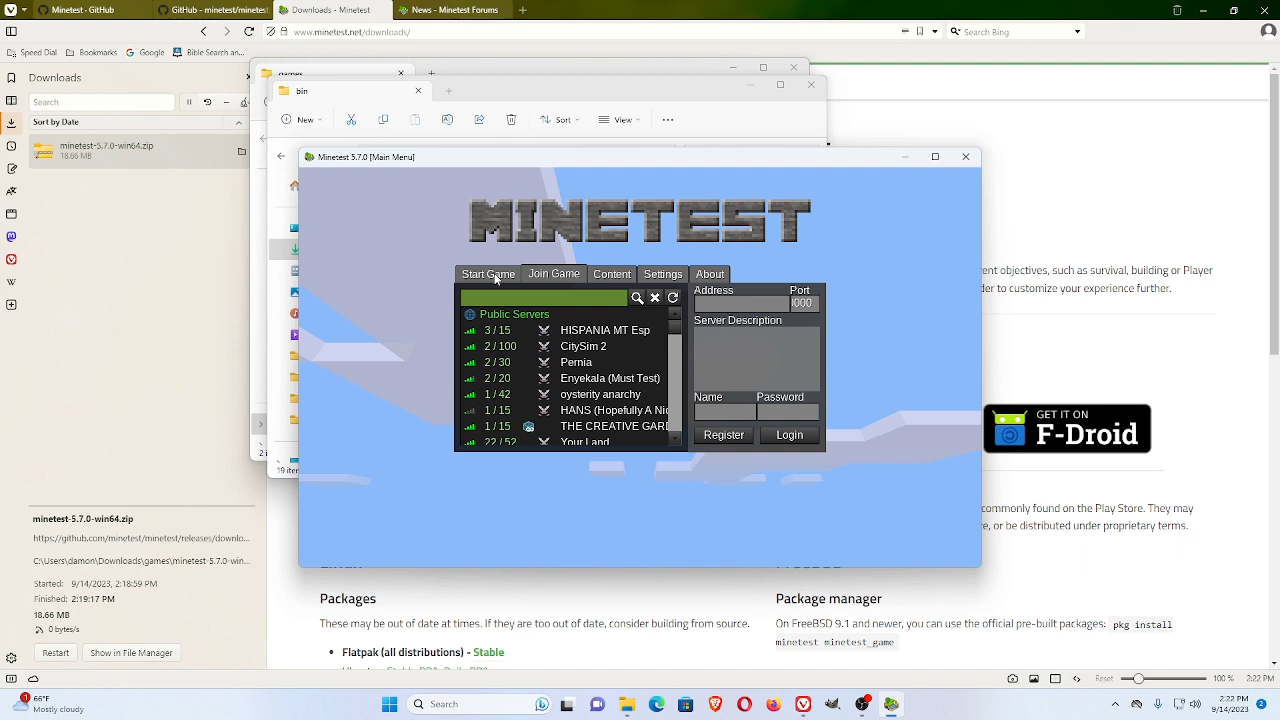 Minetest · GitHub
GitHub - minetest/minetest
Downloads - Minetest
News - Minetest Forums
www.minetest.net/downloads/
Search Bing
Speed Dial
Bookmarks
Google
Bible Search an...
Downloads
Search
Sort by Date
minetest-5.7.0-win64.zip
18.66 MB
games
bin
New
Sort
View
Minetest 5.7.0 [Main Menu]
MINETEST
Start Game
Join Game
Content
Settings
About
Public Servers
3 / 15 HISPANIA MT Esp
2 / 100 CitySim 2
2 / 30 Pernia
2 / 20 Enyekala (Must Test)
1 / 42 oysterity anarchy
1 / 15 HANS (Hopefully A Nic
1 / 15 THE CREATIVE GARD
22 / 52 Your Land
Address
Port
Server Description
Name
Password
Register
Login
ent objectives, such as survival, building or Player
der to customize your experience further.
GET IT ON
F-Droid
commonly found on the Play Store. They may
e, or be distributed under proprietary terms.
19 item
minetest-5.7.0-win64.zip
https://github.com/minetest/minetest/releases/downlo...
C:\Users\damon\Downloads\games\minetest-5.7.0-win...
Started: 9/14/2023, 2:18:59 PM
Finished: 2:19:17 PM
18.66 MB
0 bytes/s
Restart
Show in File Manager
Packages
These may be out of date at times. If they are too out of date, consider building from source.
Flatpak (all distributions) - Stable
Package manager
On FreeBSD 9.1 and newer, you can use the official pre-built packages: pkg install
minetest minetest_game
Reset
100 %
2:22 PM
66°F
Mostly cloudy
Search
2:22 PM
9/14/2023